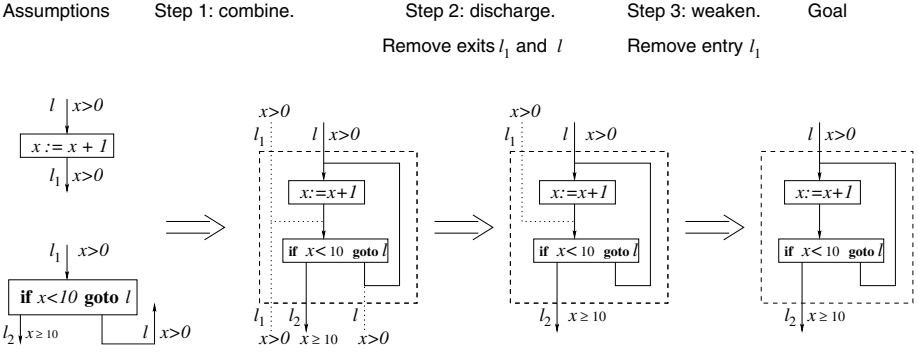 Assumptions Step 1: combine. Step 2: discharge. Step 3: weaken. Goal
Remove exits l₁ and l Remove entry l₁
l x>0
x := x + 1
l₁ x>0
l₁ x>0
if x<10 goto l
l₂ x ≥ 10 l x>0
x>0
l₁ l x>0
x:=x+1
if x< 10 goto l
l₁ l₂ l
x>0 x ≥ 10 x>0
x>0
l₁ l x>0
x:=x+1
if x< 10 goto l
l₂ x ≥ 10
l x>0
x:=x+1
if x< 10 goto l
l₂ x ≥ 10